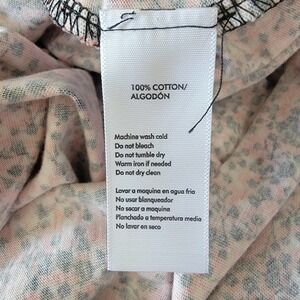 100% COTTON/
ALGODÓN
Machine wash cold
Do not bleach
Do not tumble dry
Warm iron if needed
Do not dry clean
Lavar a maquina en agua fria
No usar blanqueador
No secar a maquina
Planchado a temperatura media
No lavar en seco